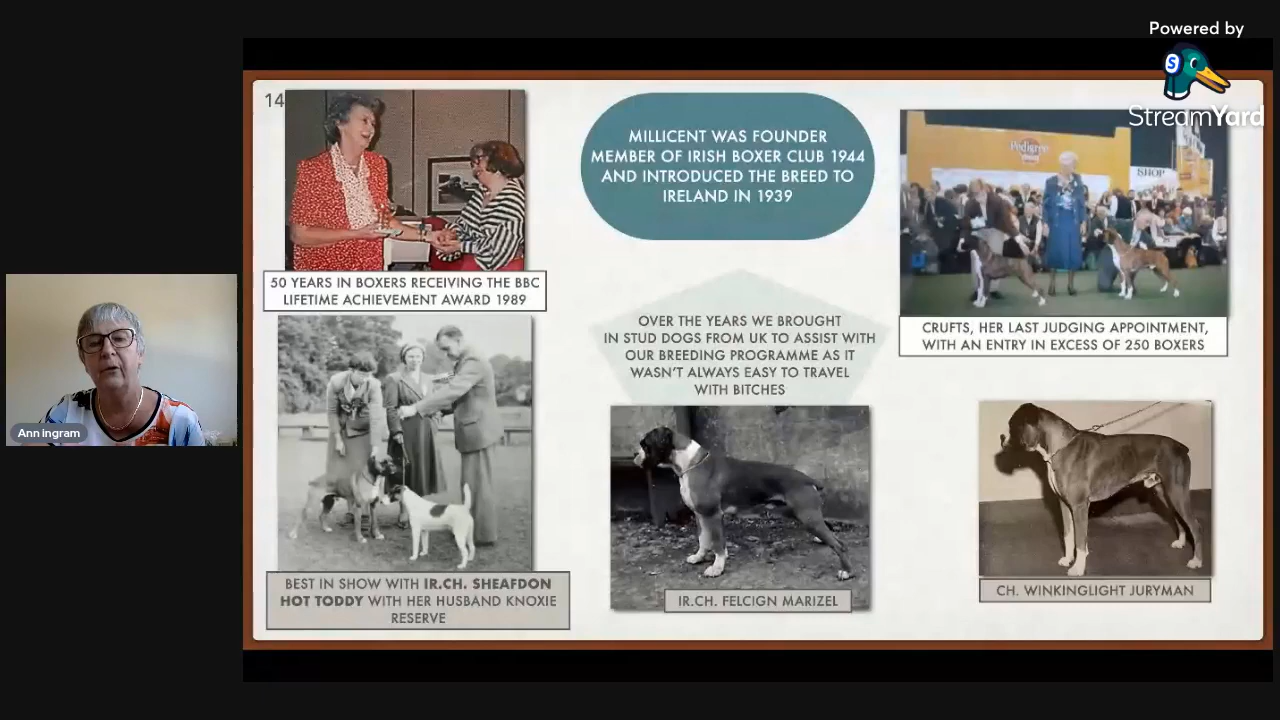 Powered by
StreamYard
14
MILLICENT WAS FOUNDER
MEMBER OF IRISH BOXER CLUB 1944
AND INTRODUCED THE BREED TO
IRELAND IN 1939
Pedigree
SHOP
50 YEARS IN BOXERS RECEIVING THE BBC
LIFETIME ACHIEVEMENT AWARD 1989
OVER THE YEARS WE BROUGHT
IN STUD DOGS FROM UK TO ASSIST WITH
OUR BREEDING PROGRAMME AS IT
WASN'T ALWAYS EASY TO TRAVEL
WITH BITCHES
CRUFTS, HER LAST JUDGING APPOINTMENT,
WITH AN ENTRY IN EXCESS OF 250 BOXERS
Ann ingram
BEST IN SHOW WITH IR.CH. SHEAFDON
HOT TODDY WITH HER HUSBAND KNOXIE
RESERVE
IR.CH. FELCIGN MARIZEL
CH. WINKINGLIGHT JURYMAN